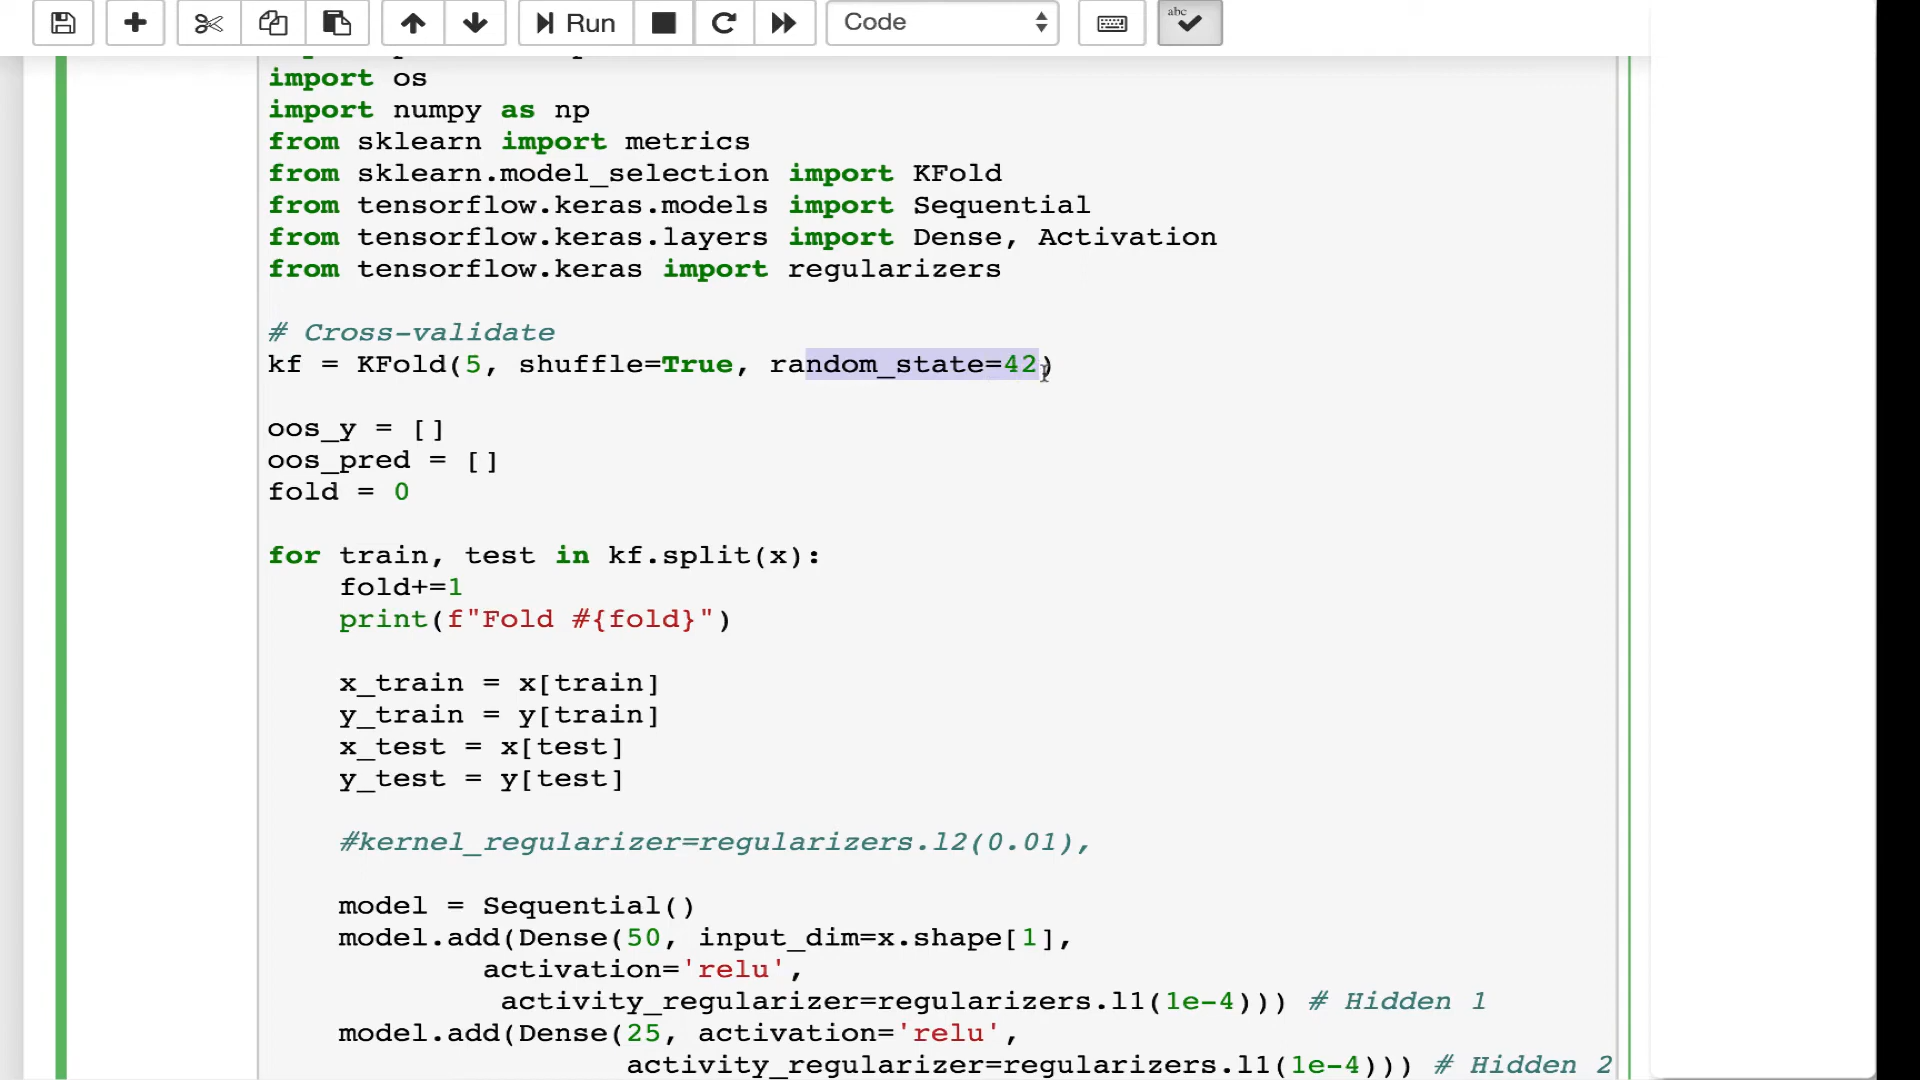 Run
Code
abc
import os
import numpy as np
from sklearn import metrics
from sklearn.model_selection import KFold
from tensorflow.keras.models import Sequential
from tensorflow.keras.layers import Dense, Activation
from tensorflow.keras import regularizers
# Cross-validate
kf = KFold(5, shuffle=True, random_state=42)
oos_y = []
oos_pred = []
fold = 0
for train, test in kf.split(x):
    fold+=1
    print(f"Fold #{fold}")
    x_train = x[train]
    y_train = y[train]
    x_test = x[test]
    y_test = y[test]
    #kernel_regularizer=regularizers.l2(0.01),
    model = Sequential()
    model.add(Dense(50, input_dim=x.shape[1],
            activation='relu',
             activity_regularizer=regularizers.l1(1e-4))) # Hidden 1
    model.add(Dense(25, activation='relu',
                    activity_regularizer=regularizers.l1(1e-4))) # Hidden 2